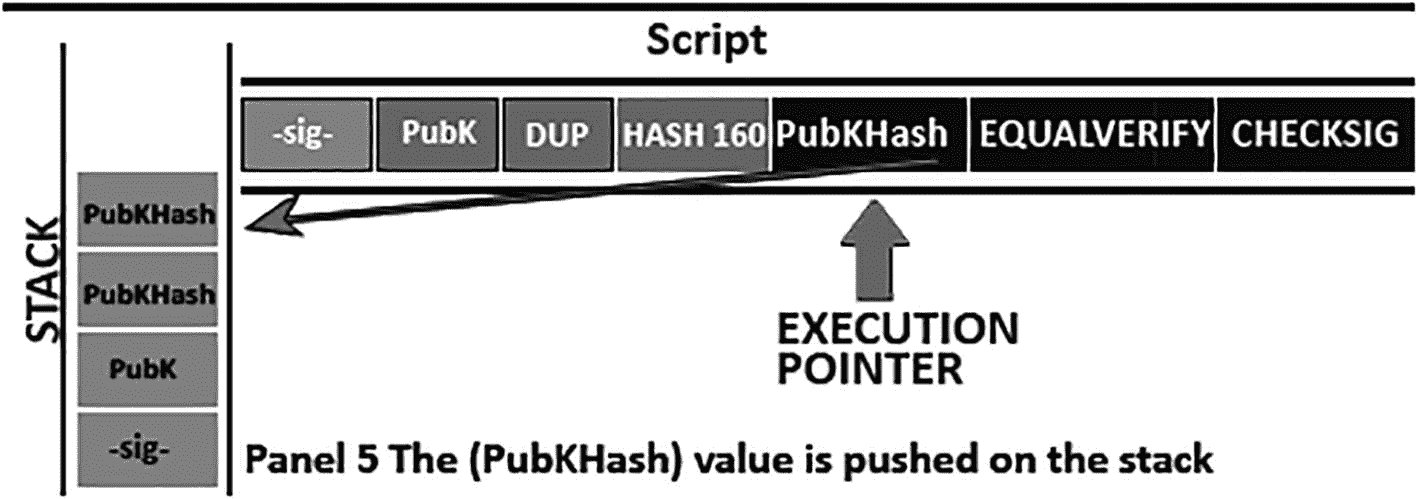 Script
-sig- PubK DUP HASH 160 PubKHash EQUALVERIFY CHECKSIG
STACK
PubKHash
PubKHash
PubK
-sig-
EXECUTION
POINTER
Panel 5 The (PubKHash) value is pushed on the stack